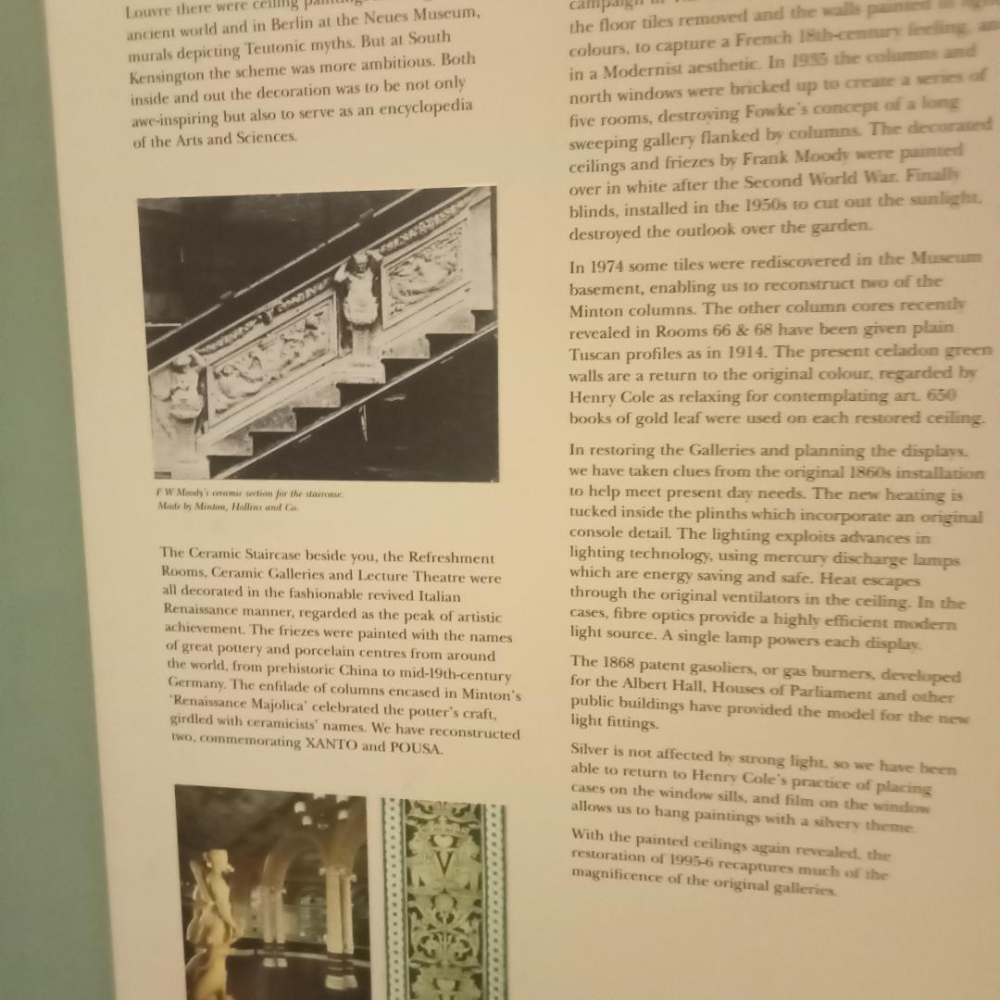 Louvre there were ceiling
ancient world and in Berlin at the Neues Museum,
murals depicting Teutonic myths. But at South
Kensington the scheme was more ambitious. Both
inside and out the decoration was to be not only
awe-inspiring but also to serve as an encyclopedia
of the Arts and Sciences.
F W Moody's ceramic section for the staircase.
Made by Minton, Hollins and Co.
The Ceramic Staircase beside you, the Refreshment
Rooms, Ceramic Galleries and Lecture Theatre were
all decorated in the fashionable revived Italian
Renaissance manner, regarded as the peak of artistic
achievement. The friezes were painted with the names
of great pottery and porcelain centres from around
the world, from prehistoric China to mid-19th-century
Germany. The enfilade of columns encased in Minton's
'Renaissance Majolica' celebrated the potter's craft,
girdled with ceramicists' names. We have reconstructed
two, commemorating XANTO and POUSA.
V
campaign in
the floor tiles removed and the walls painted in light
colours, to capture a French 18th-century feeling, and
in a Modernist aesthetic. In 1935 the columns and
north windows were bricked up to create a series of
five rooms, destroying Fowke's concept of a long
sweeping gallery flanked by columns. The decorated
ceilings and friezes by Frank Moody were painted
over in white after the Second World War. Finally
blinds, installed in the 1950s to cut out the sunlight,
destroyed the outlook over the garden.
In 1974 some tiles were rediscovered in the Museum
basement, enabling us to reconstruct two of the
Minton columns. The other column cores recently
revealed in Rooms 66 & 68 have been given plain
Tuscan profiles as in 1914. The present celadon green
walls are a return to the original colour, regarded by
Henry Cole as relaxing for contemplating art. 650
books of gold leaf were used on each restored ceiling.
In restoring the Galleries and planning the displays,
we have taken clues from the original 1860s installation
to help meet present day needs. The new heating is
tucked inside the plinths which incorporate an original
console detail. The lighting exploits advances in
lighting technology, using mercury discharge lamps
which are energy saving and safe. Heat escapes
through the original ventilators in the ceiling. In the
cases, fibre optics provide a highly efficient modern
light source. A single lamp powers each display.
The 1868 patent gasoliers, or gas burners, developed
for the Albert Hall, Houses of Parliament and other
public buildings have provided the model for the new
light fittings.
Silver is not affected by strong light, so we have been
able to return to Henry Cole's practice of placing
cases on the window sills, and film on the window
allows us to hang paintings with a silvery theme.
With the painted ceilings again revealed, the
restoration of 1995-6 recaptures much of the
magnificence of the original galleries.